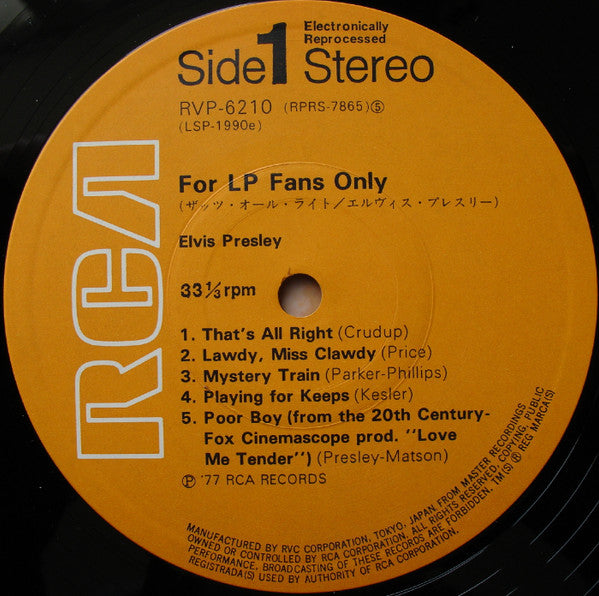 Electronically
Reprocessed
Side 1 Stereo
RVP-6210 (RPRS-7865)⑤
(LSP-1990e)
For LP Fans Only
(ザッツ・オール・ライト/エルヴィス・プレスリー)
Elvis Presley
33⅓rpm
1. That's All Right (Crudup)
2. Lawdy, Miss Clawdy (Price)
3. Mystery Train (Parker-Phillips)
4. Playing for Keeps (Kesler)
5. Poor Boy (from the 20th Century-
Fox Cinemascope prod. "Love
Me Tender") (Presley-Matson)
Ⓟ '77 RCA RECORDS
RCA
MANUFACTURED BY RVC CORPORATION, TOKYO, JAPAN, FROM MASTER RECORDINGS
OWNED OR CONTROLLED BY RCA CORPORATION. ALL RIGHTS RESERVED. COPYING, PUBLIC
PERFORMANCE, BROADCASTING OF THESE RECORDS ARE FORBIDDEN. TM(S) ® REG MARCA(S)
REGISTRADA(S) USED BY AUTHORITY OF RCA CORPORATION.